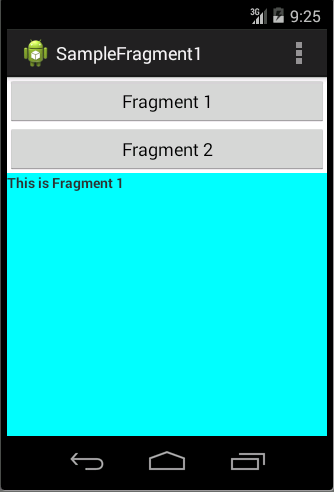 3G
9:25
SampleFragment1
Fragment 1
Fragment 2
This is Fragment 1